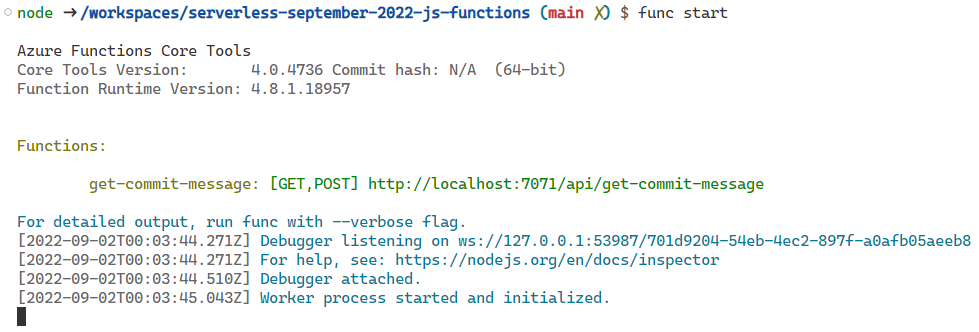 node ➜/workspaces/serverless-september-2022-js-functions (main ✗) $ func start
Azure Functions Core Tools
Core Tools Version:       4.0.4736 Commit hash: N/A  (64-bit)
Function Runtime Version: 4.8.1.18957
Functions:
get-commit-message: [GET,POST] http://localhost:7071/api/get-commit-message
For detailed output, run func with --verbose flag.
[2022-09-02T00:03:44.271Z] Debugger listening on ws://127.0.0.1:53987/701d9204-54eb-4ec2-897f-a0afb05aeeb8
[2022-09-02T00:03:44.271Z] For help, see: https://nodejs.org/en/docs/inspector
[2022-09-02T00:03:44.510Z] Debugger attached.
[2022-09-02T00:03:45.043Z] Worker process started and initialized.